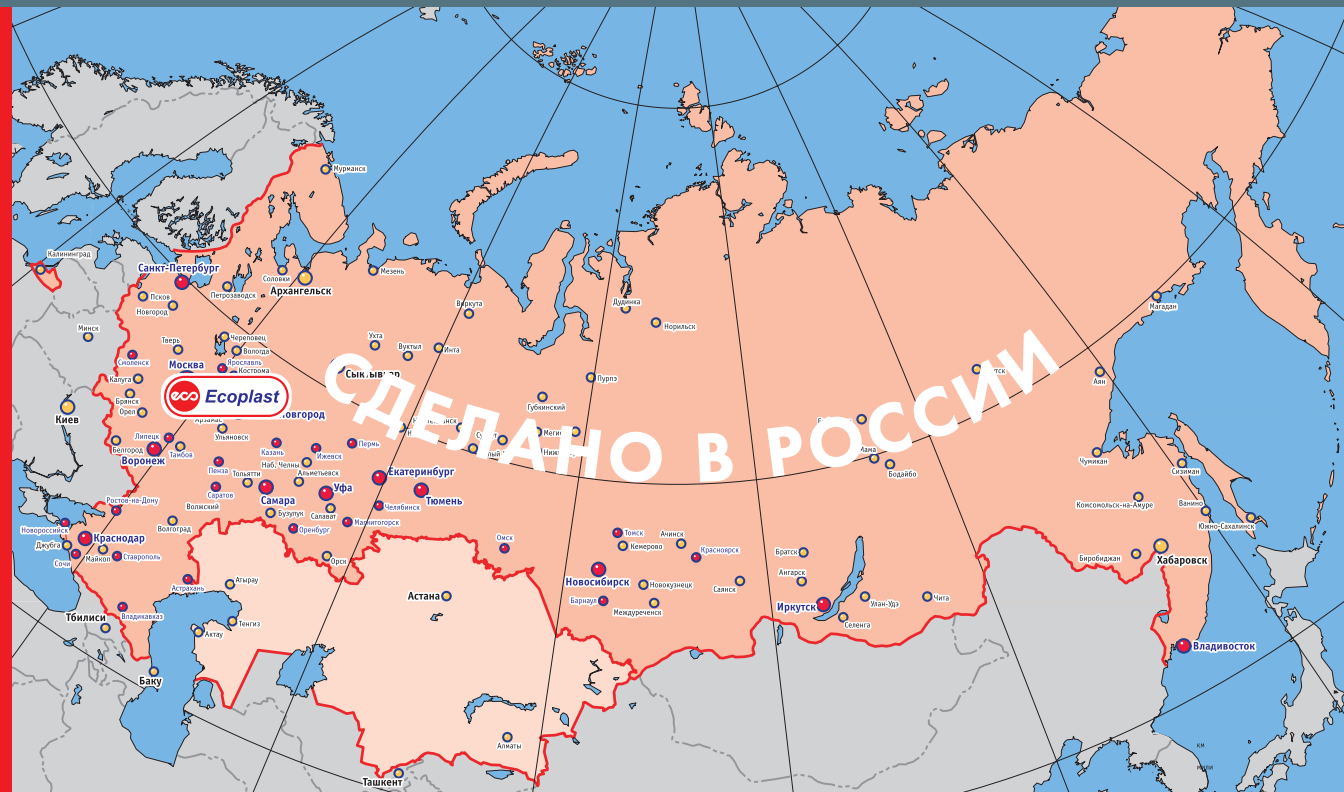 Мурманск
Калининград
Санкт-Петербург
Соловки
Мезень
Петрозаводск
Архангельск
Псков
Новгород
Воркута
Дудинка
Норильск
Магадан
Минск
Череповец
Тверь
Вологда
Ухта
Вуктыл
Инта
Смоленск
Москва
Ярославль
Кострома
Сыктывкар
Пурпэ
Калуга
Аян
eco Ecoplast
Брянск
Орел
Губкинский
Киев
СДЕЛАНО В РОССИИ
Ульяновск
Липецк
Тамбов
Белгород
Воронеж
Казань
Ижевск
Пермь
Пенза
Наб. Челны
Альметьевск
Тольятти
Екатеринбург
Бодайбо
Чумикан
Сизиман
Саратов
Самара
Уфа
Тюмень
Ростов-на-Дону
Волжский
Бузулук
Салават
Челябинск
Комсомольск-на-Амуре
Ванино
Волгоград
Оренбург
Магнитогорск
Южно-Сахалинск
Новороссийск
Краснодар
Джубга
Майкоп
Ставрополь
Сочи
Омск
Томск
Кемерово
Ачинск
Красноярск
Братск
Биробиджан
Хабаровск
Орск
Астрахань
Атырау
Астана
Новосибирск
Новокузнецк
Саянск
Ангарск
Барнаул
Междуреченск
Иркутск
Улан-Удэ
Чита
Селенга
Владикавказ
Тбилиси
Тенгиз
Актау
Владивосток
Баку
Алматы
Ташкент
км
мили